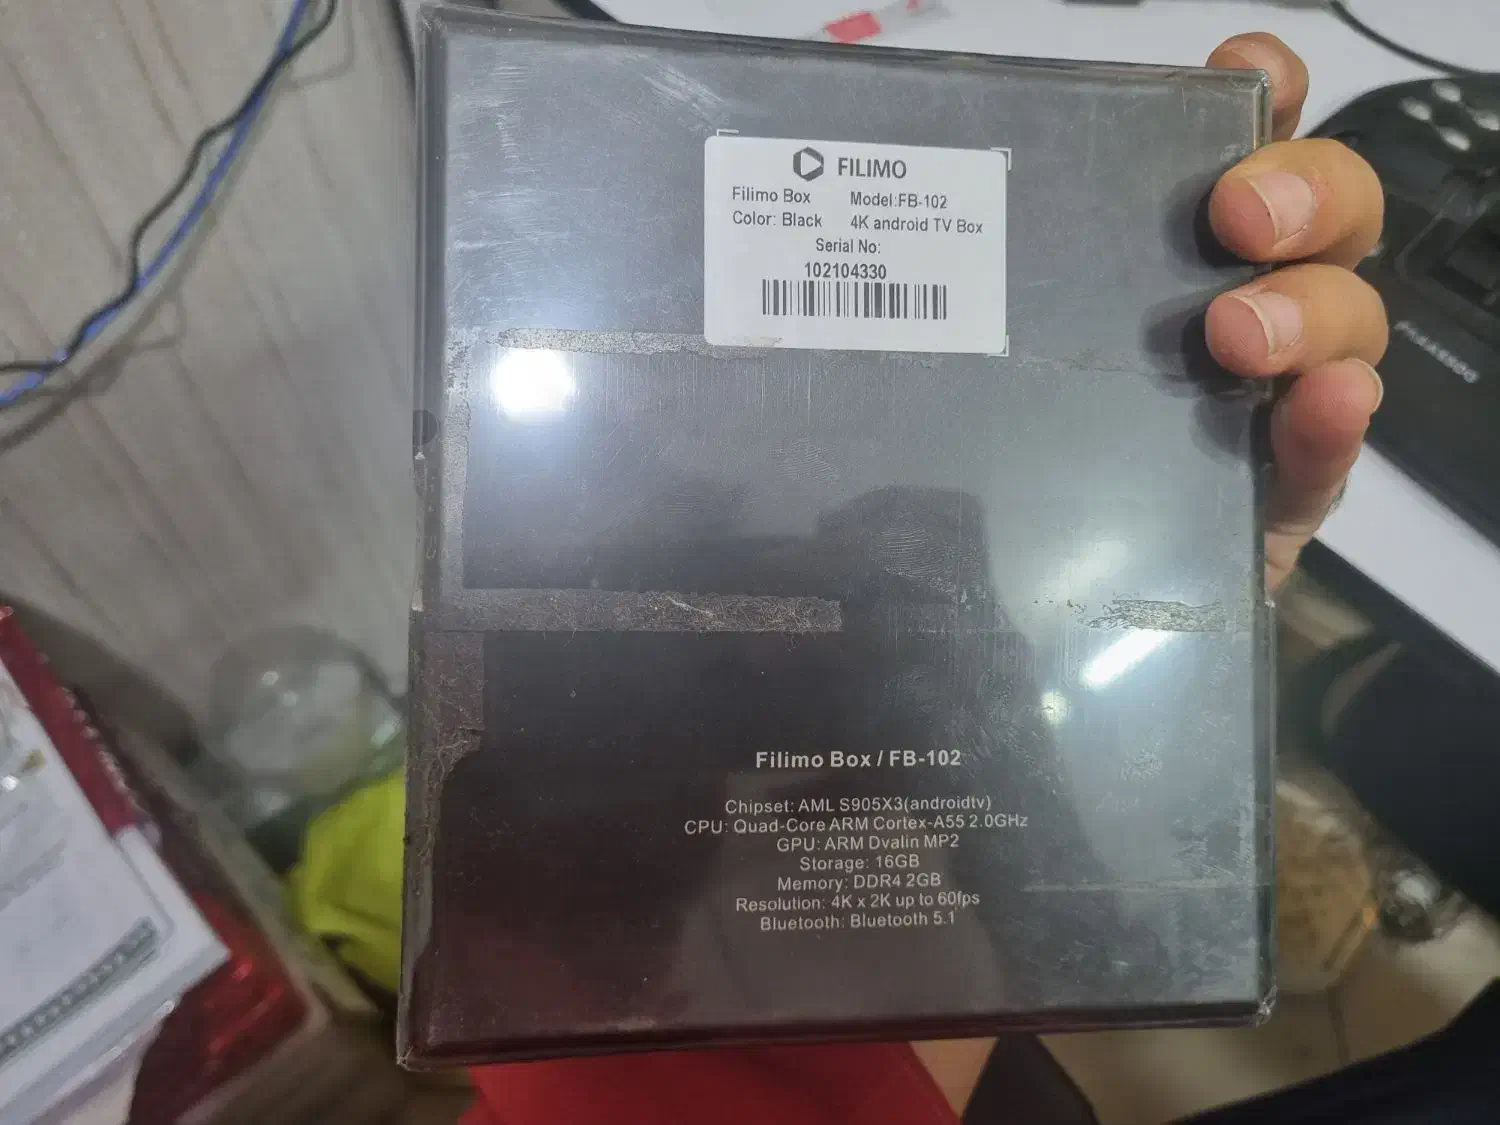 FILIMO
Filimo Box Model:FB-102
Color: Black 4K android TV Box
Serial No:
102104330
Filimo Box / FB-102
Chipset: AML S905X3(androidtv)
CPU: Quad-Core ARM Cortex-A55 2.0GHz
GPU: ARM Dvalin MP2
Storage: 16GB
Memory: DDR4 2GB
Resolution: 4K x 2K up to 60fps
Bluetooth: Bluetooth 5.1